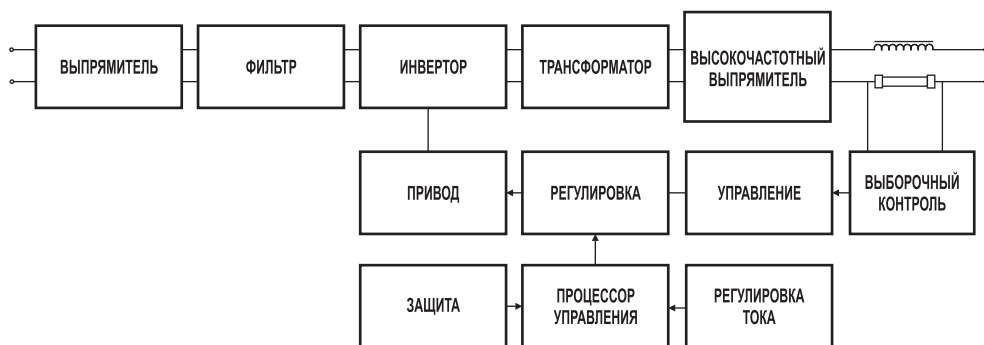 ВЫПРЯМИТЕЛЬ
ФИЛЬТР
ИНВЕРТОР
ТРАНСФОРМАТОР
ВЫСОКОЧАСТОТНЫЙ
ВЫПРЯМИТЕЛЬ
ПРИВОД
РЕГУЛИРОВКА
УПРАВЛЕНИЕ
ВЫБОРОЧНЫЙ
КОНТРОЛЬ
ЗАЩИТА
ПРОЦЕССОР
УПРАВЛЕНИЯ
РЕГУЛИРОВКА
ТОКА